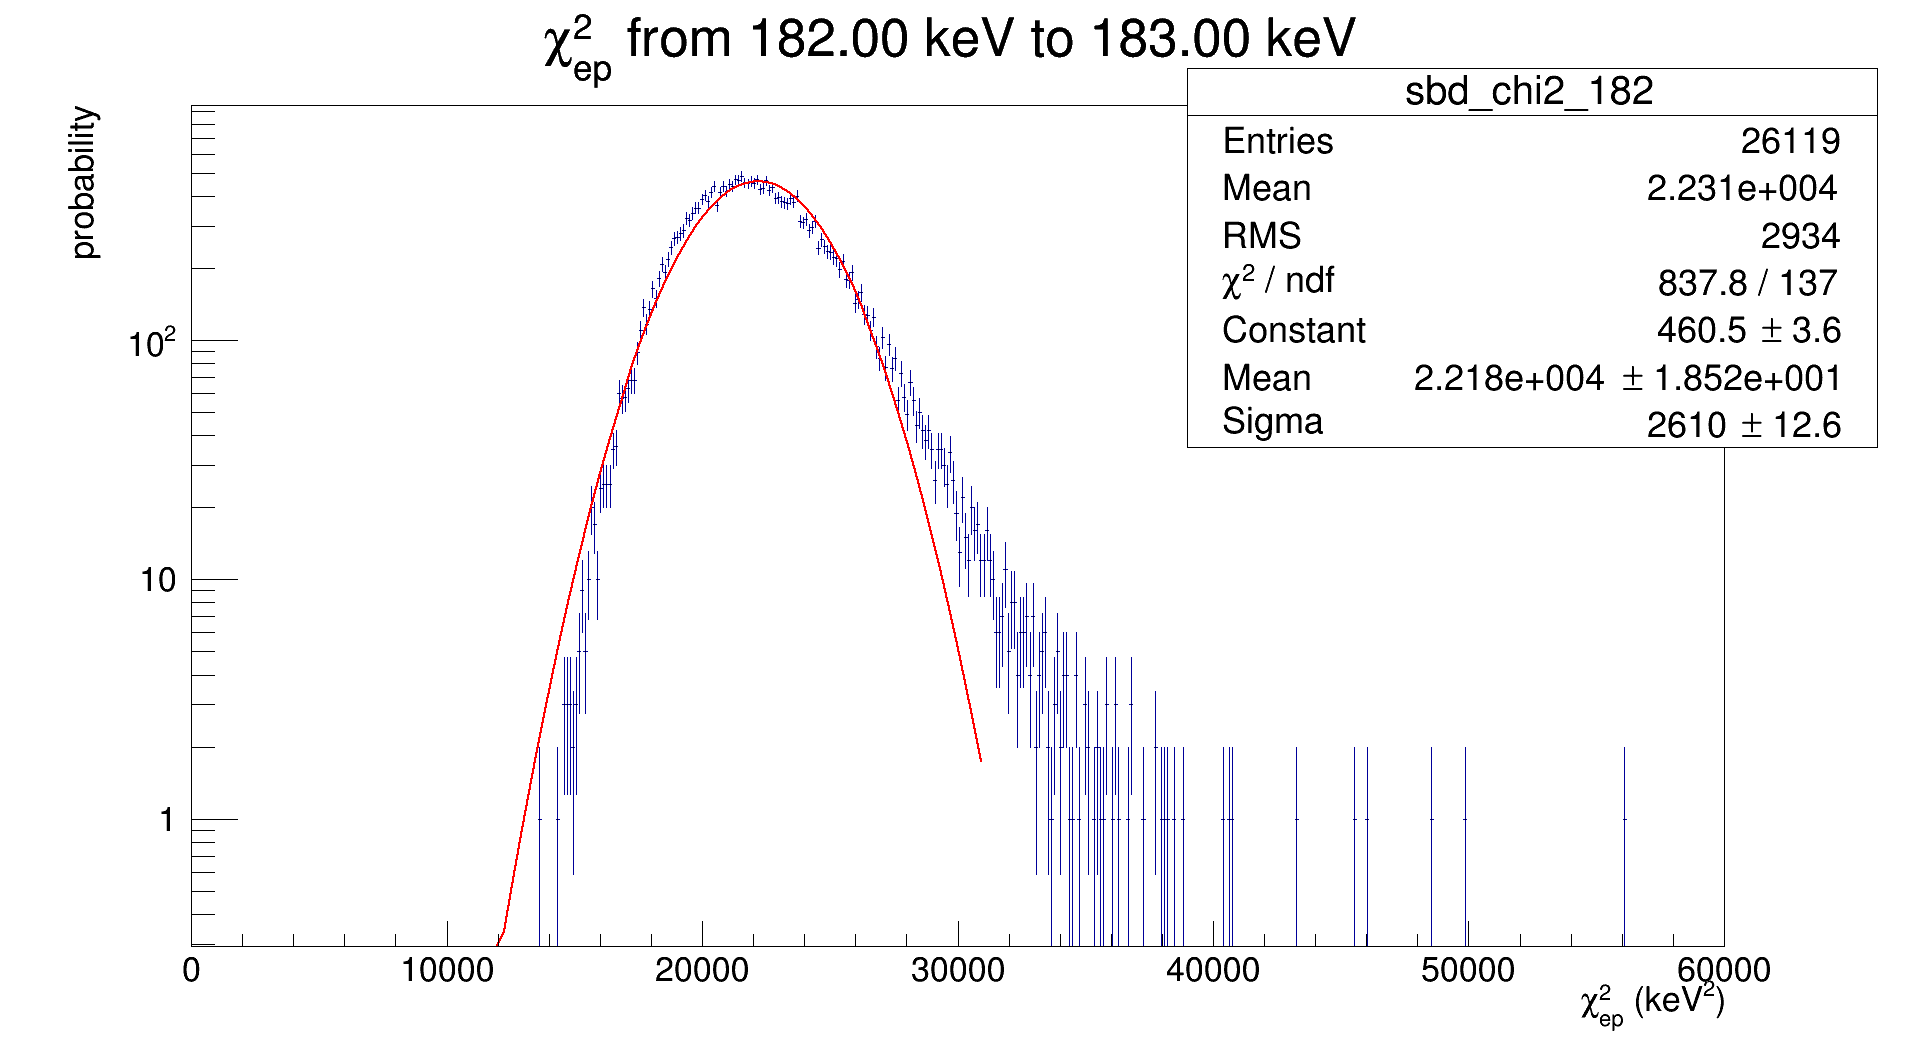 χ²ep from 182.00 keV to 183.00 keV
probability
sbd_chi2_182
Entries 26119
Mean 2.231e+004
RMS 2934
χ² / ndf 837.8 / 137
Constant 460.5 ± 3.6
Mean 2.218e+004 ± 1.852e+001
Sigma 2610 ± 12.6
10²
10
1
0 10000 20000 30000 40000 50000 60000
χ²ep (keV²)